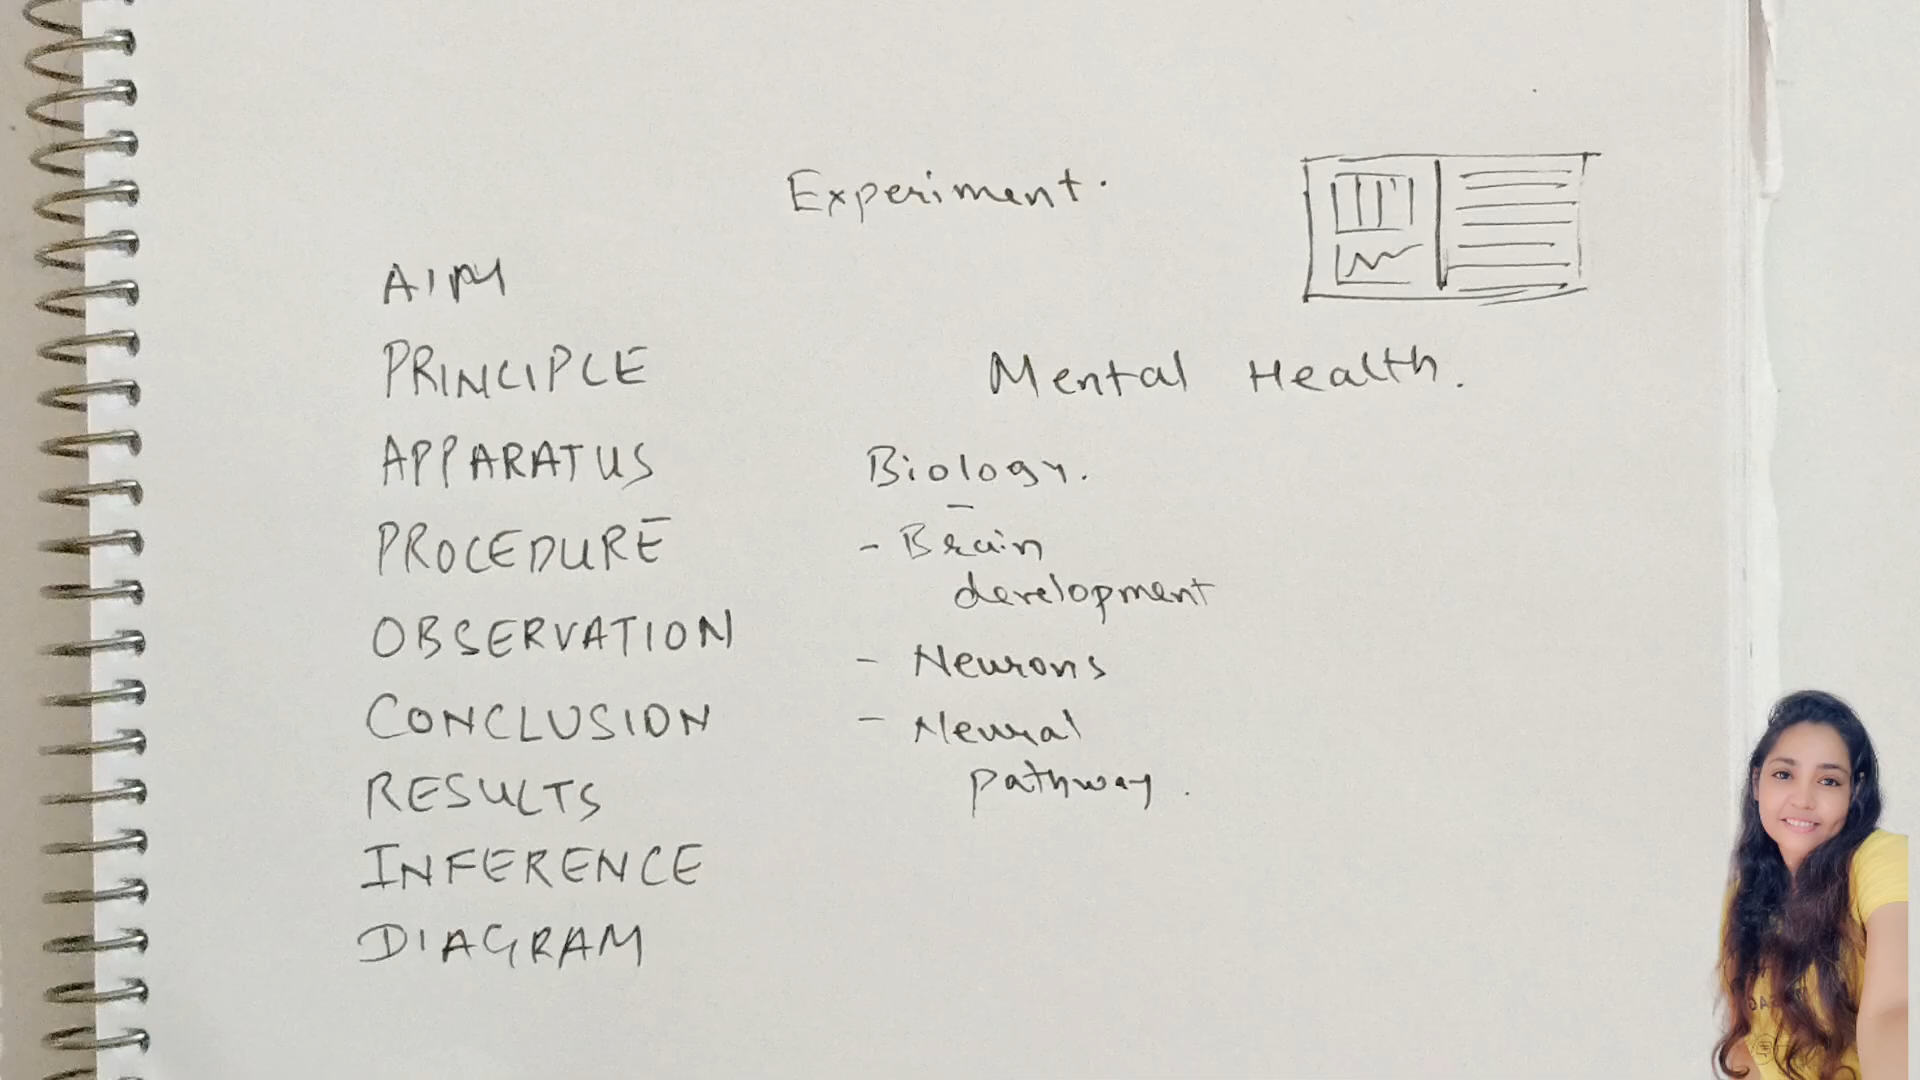 Experiment.
AIM
PRINCIPLE
APPARATUS
PROCEDURE
OBSERVATION
CONCLUSION
RESULTS
INFERENCE
DIAGRAM
Mental Health.
Biology.
- Brain
development
- Neurons
- Neural
pathway.